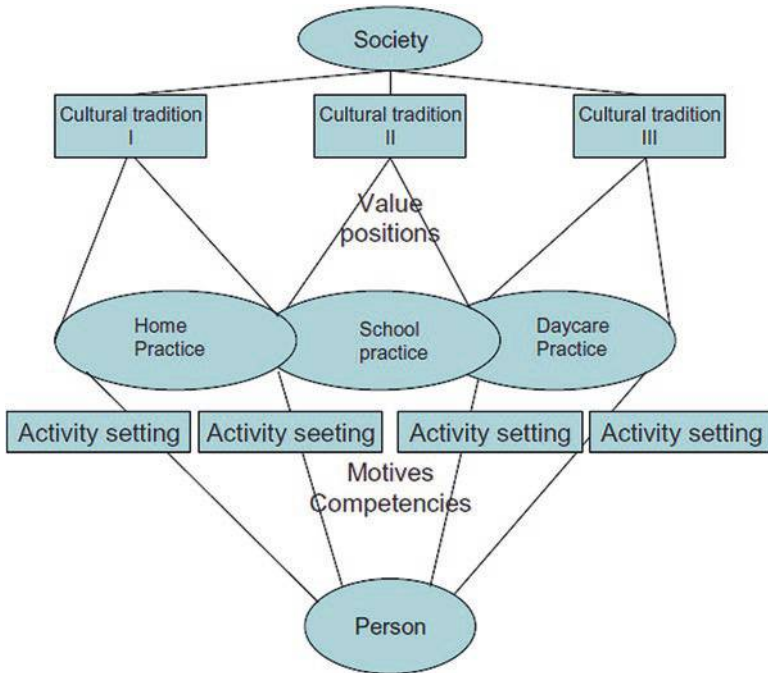 Society
Cultural tradition
I
Cultural tradition
II
Cultural tradition
III
Value
positions
Home
Practice
School
practice
Daycare
Practice
Activity setting
Activity seeting
Activity setting
Activity setting
Motives
Competencies
Person